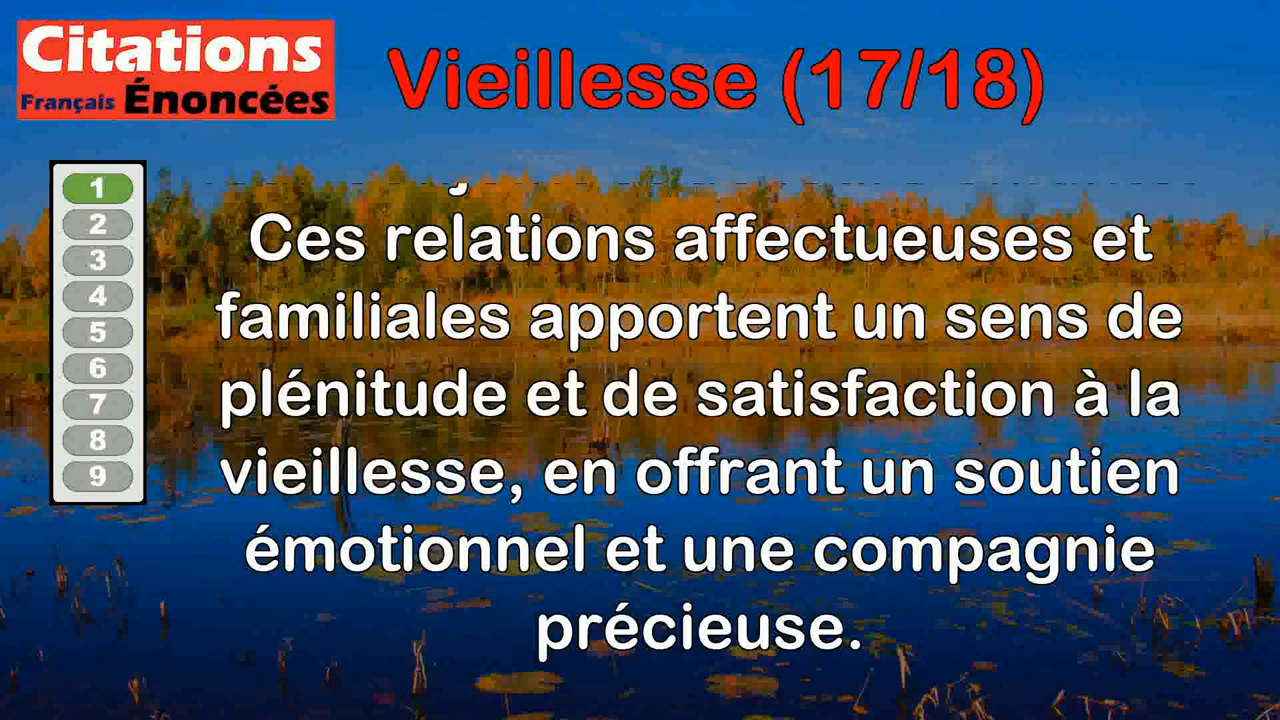 Citations
Français Énoncées
Vieillesse (17/18)
1
2
3
4
5
6
7
8
9
Ces relations affectueuses et
familiales apportent un sens de
plénitude et de satisfaction à la
vieillesse, en offrant un soutien
émotionnel et une compagnie
précieuse.